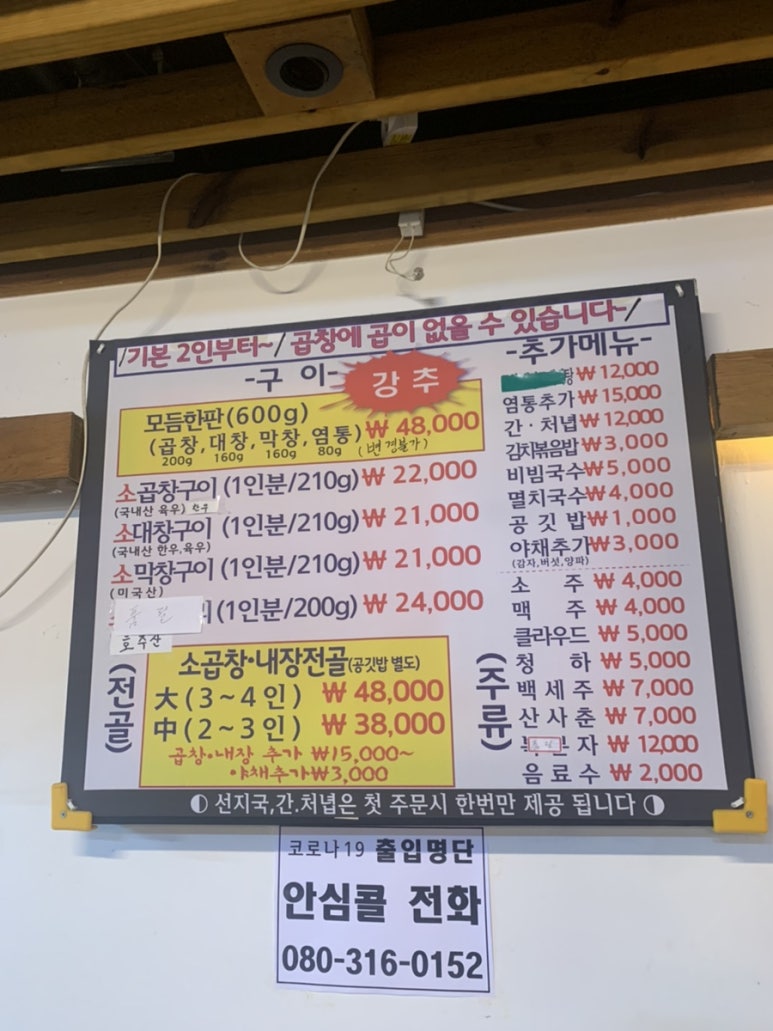 /기본 2인부터~/ 곱창에 곱이 없을 수 있습니다~/
-구 이-
강추
모듬한판(600g)
(곱창, 대창, 막창, 염통) ₩ 48,000
200g 160g 160g 80g (변경불가)
소곱창구이 (1인분/210g) ₩ 22,000
(국내산 육우) 한우
소대창구이 (1인분/210g) ₩ 21,000
(국내산 한우,육우)
소막창구이 (1인분/210g) ₩ 21,000
(미국산)
품절 (1인분/200g) ₩ 24,000
호주산
(전골)
소곱창·내장전골(공깃밥 별도)
大 (3~4인) ₩ 48,000
中 (2~3인) ₩ 38,000
곱창·내장 추가 ₩15,000~
야채추가₩3,000
-추가메뉴-
탕 ₩ 12,000
염통추가 ₩ 15,000
간·처녑 ₩ 12,000
김치볶음밥 ₩3,000
비빔국수 ₩5,000
멸치국수 ₩4,000
공깃밥 ₩1,000
야채추가₩3,000
(감자,버섯,양파)
(주류)
소 주 ₩ 4,000
맥 주 ₩ 4,000
클라우드 ₩ 5,000
청 하 ₩ 5,000
백세주 ₩ 7,000
산사춘 ₩ 7,000
자 ₩ 12,000
음료수 ₩ 2,000
◐ 선지국,간.처녑은 첫 주문시 한번만 제공 됩니다 ◑
코로나19 출입명단
안심콜 전화
080-316-0152